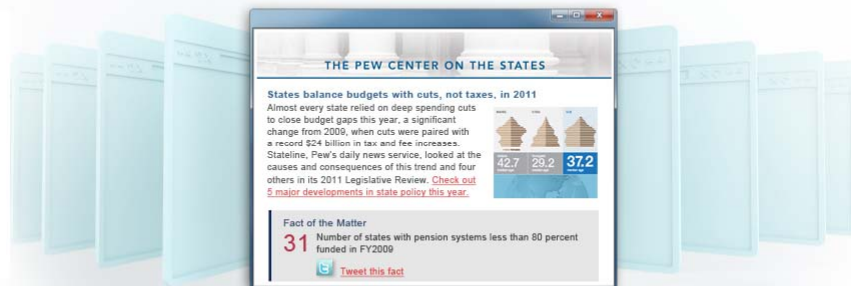 THE PEW CENTER ON THE STATES
States balance budgets with cuts, not taxes, in 2011
Almost every state relied on deep spending cuts
to close budget gaps this year, a significant
change from 2009, when cuts were paired with
a record $24 billion in tax and fee increases.
Stateline, Pew's daily news service, looked at the
causes and consequences of this trend and four
others in its 2011 Legislative Review. Check out
5 major developments in state policy this year.
42.7 29.2 37.2
Fact of the Matter
31 Number of states with pension systems less than 80 percent
funded in FY2009
Tweet this fact